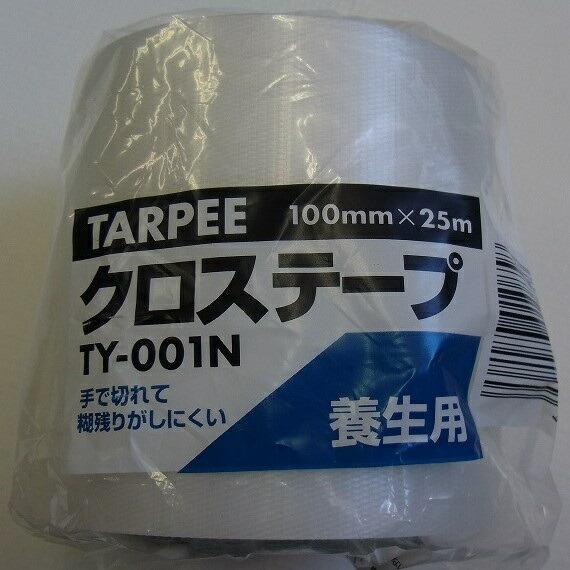 TARPEE 100mm×25m
クロステープ
TY-001N
手で切れて
糊残りがしにくい
養生用